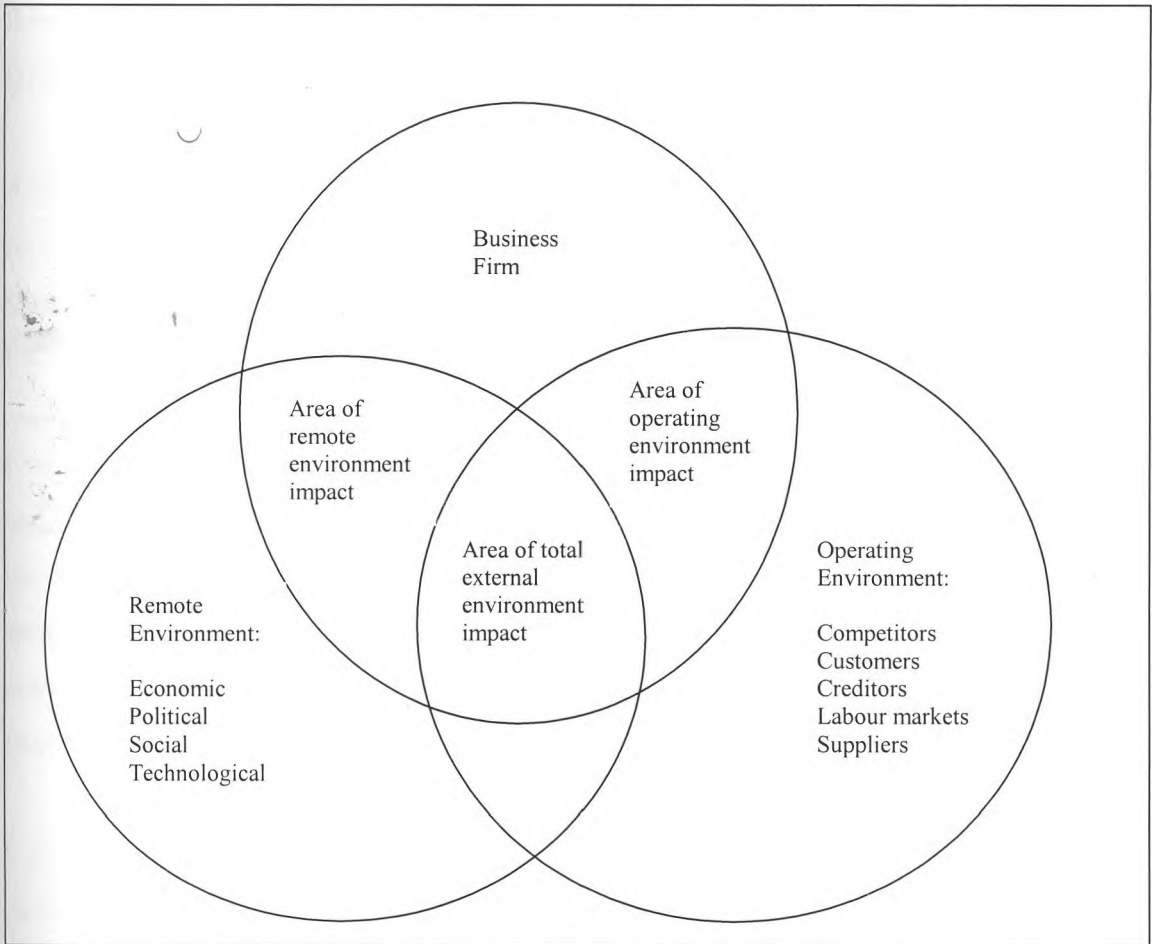 Business
Firm
Area of
remote
environment
impact
Area of
operating
environment
impact
Area of total
external
environment
impact
Remote
Environment:
Economic
Political
Social
Technological
Operating
Environment:
Competitors
Customers
Creditors
Labour markets
Suppliers